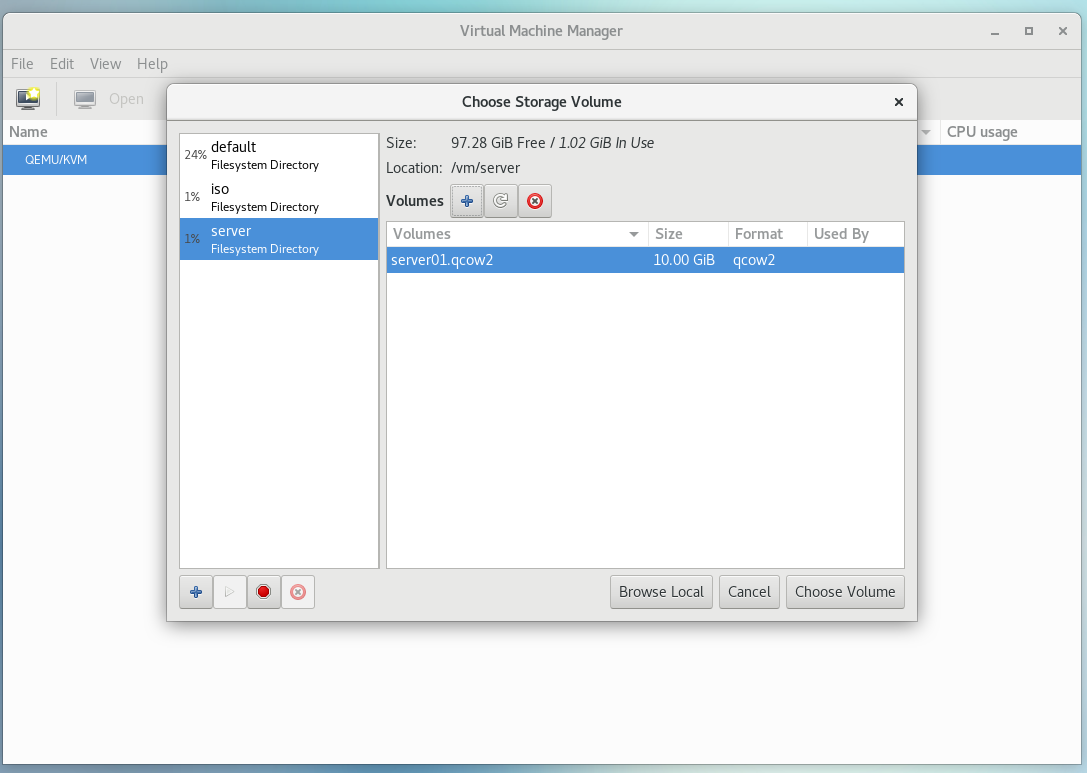 Virtual Machine Manager
File Edit View Help
Open
Name
CPU usage
QEMU/KVM
Choose Storage Volume
24% default
Filesystem Directory
1% iso
Filesystem Directory
1% server
Filesystem Directory
Size: 97.28 GiB Free / 1.02 GiB In Use
Location: /vm/server
Volumes
Volumes Size Format Used By
server01.qcow2 10.00 GiB qcow2
Browse Local Cancel Choose Volume